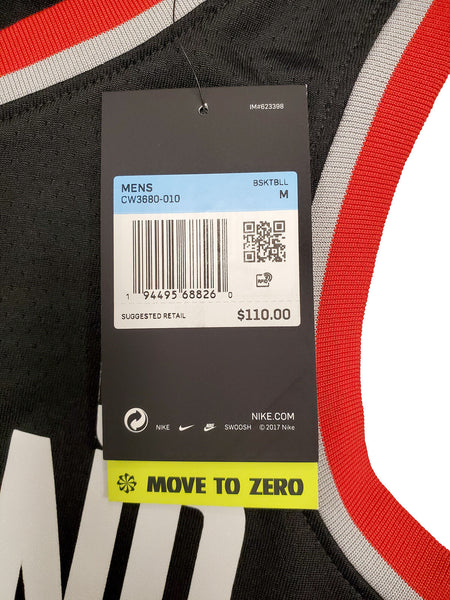 IM#623398
MENS BSKTBLL
CW3680-010 M
RFID
1 94495 68826 0
SUGGESTED RETAIL $110.00
NIKE.COM
NIKE SWOOSH © 2017 Nike
MOVE TO ZERO